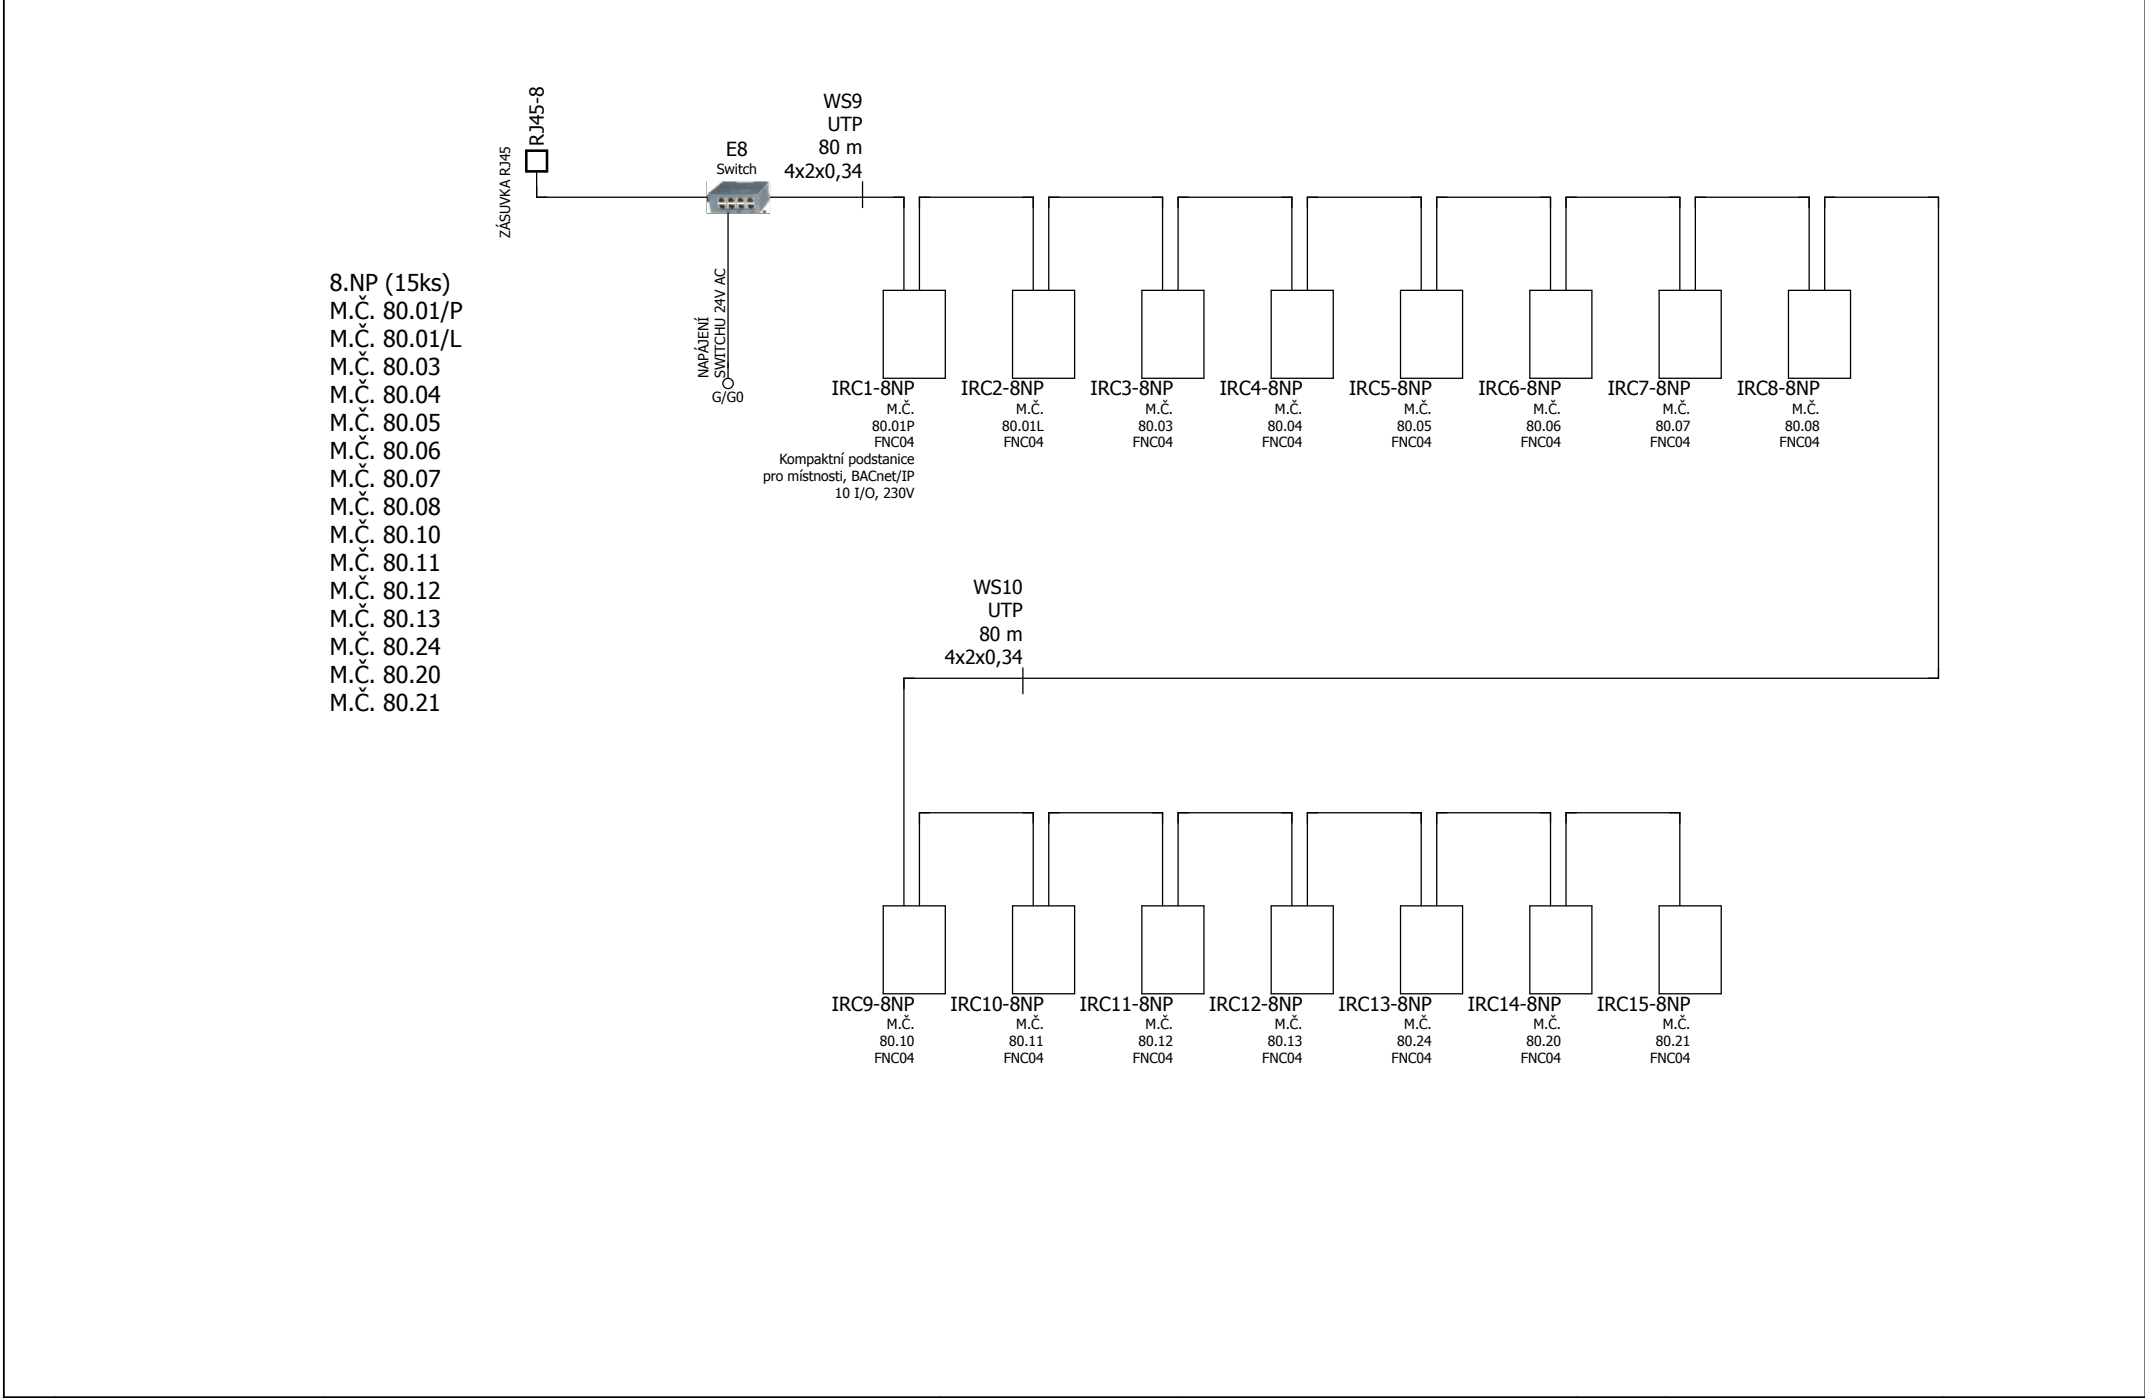 RJ45-8
ZÁSUVKA RJ45
E8
Switch
WS9
UTP
80 m
4x2x0,34
NAPÁJENÍ
SWITCHU 24V AC
G/G0
8.NP (15ks)
M.Č. 80.01/P
M.Č. 80.01/L
M.Č. 80.03
M.Č. 80.04
M.Č. 80.05
M.Č. 80.06
M.Č. 80.07
M.Č. 80.08
M.Č. 80.10
M.Č. 80.11
M.Č. 80.12
M.Č. 80.13
M.Č. 80.24
M.Č. 80.20
M.Č. 80.21
IRC1-8NP
M.Č.
80.01P
FNC04
Kompaktní podstanice
pro místnosti, BACnet/IP
10 I/O, 230V
IRC2-8NP
M.Č.
80.01L
FNC04
IRC3-8NP
M.Č.
80.03
FNC04
IRC4-8NP
M.Č.
80.04
FNC04
IRC5-8NP
M.Č.
80.05
FNC04
IRC6-8NP
M.Č.
80.06
FNC04
IRC7-8NP
M.Č.
80.07
FNC04
IRC8-8NP
M.Č.
80.08
FNC04
WS10
UTP
80 m
4x2x0,34
IRC9-8NP
M.Č.
80.10
FNC04
IRC10-8NP
M.Č.
80.11
FNC04
IRC11-8NP
M.Č.
80.12
FNC04
IRC12-8NP
M.Č.
80.13
FNC04
IRC13-8NP
M.Č.
80.24
FNC04
IRC14-8NP
M.Č.
80.20
FNC04
IRC15-8NP
M.Č.
80.21
FNC04